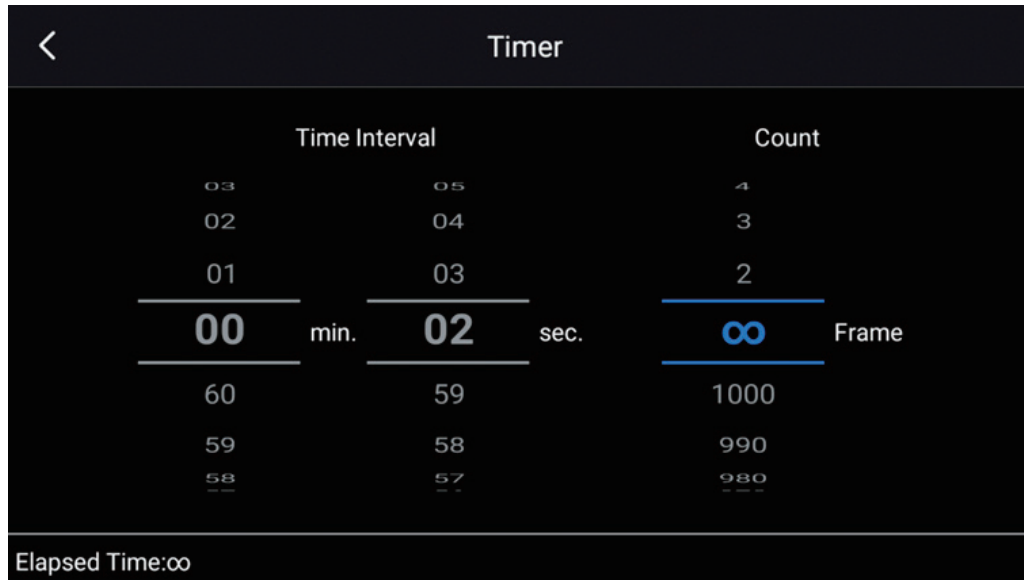 Timer
Time Interval Count
03 05 4
02 04 3
01 03 2
00 min. 02 sec. ∞ Frame
60 59 1000
59 58 990
58 57 980
Elapsed Time:∞